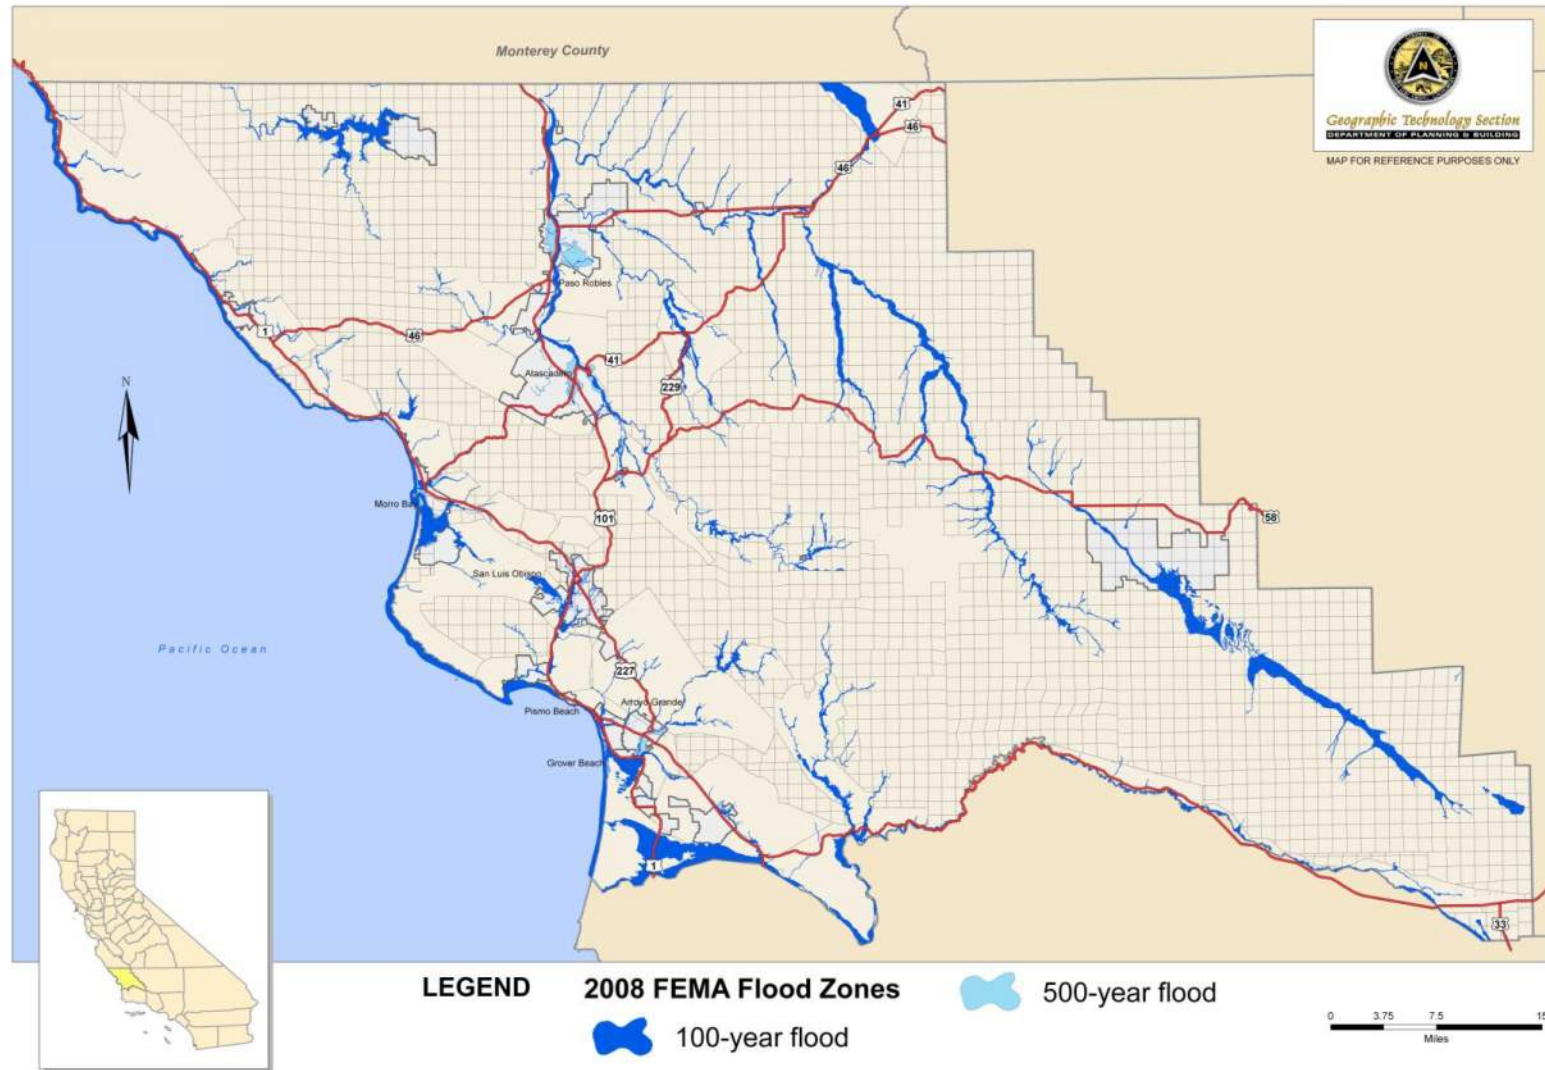 Monterey County
Geographic Technology Section
DEPARTMENT OF PLANNING & BUILDING
MAP FOR REFERENCE PURPOSES ONLY
N
41
46
46
Paso Robles
1
46
41
Atascadero
229
N
Morro Bay
101
58
San Luis Obispo
Pacific Ocean
227
Arroyo Grande
Pismo Beach
Grover Beach
1
33
LEGEND
2008 FEMA Flood Zones
500-year flood
100-year flood
0 3.75 7.5 15
Miles